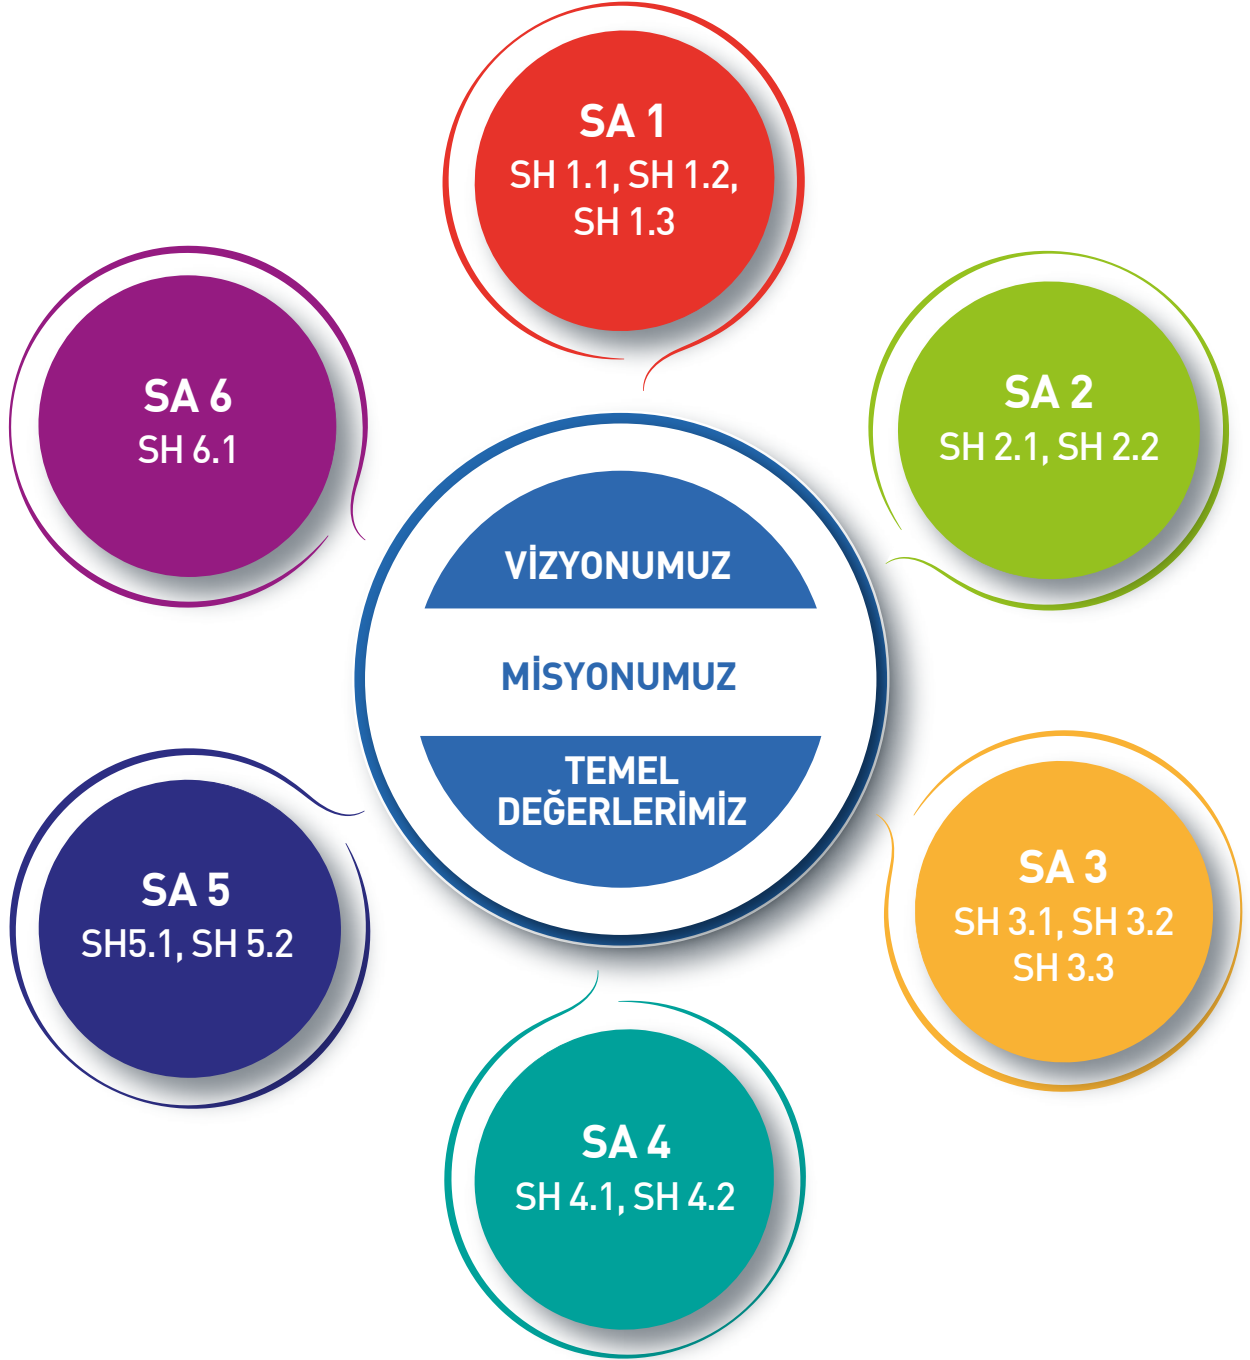 SA 1
SH 1.1, SH 1.2,
SH 1.3
SA 2
SH 2.1, SH 2.2
SA 3
SH 3.1, SH 3.2
SH 3.3
SA 4
SH 4.1, SH 4.2
SA 5
SH5.1, SH 5.2
SA 6
SH 6.1
VİZYONUMUZ
MİSYONUMUZ
TEMEL
DEĞERLERİMİZ